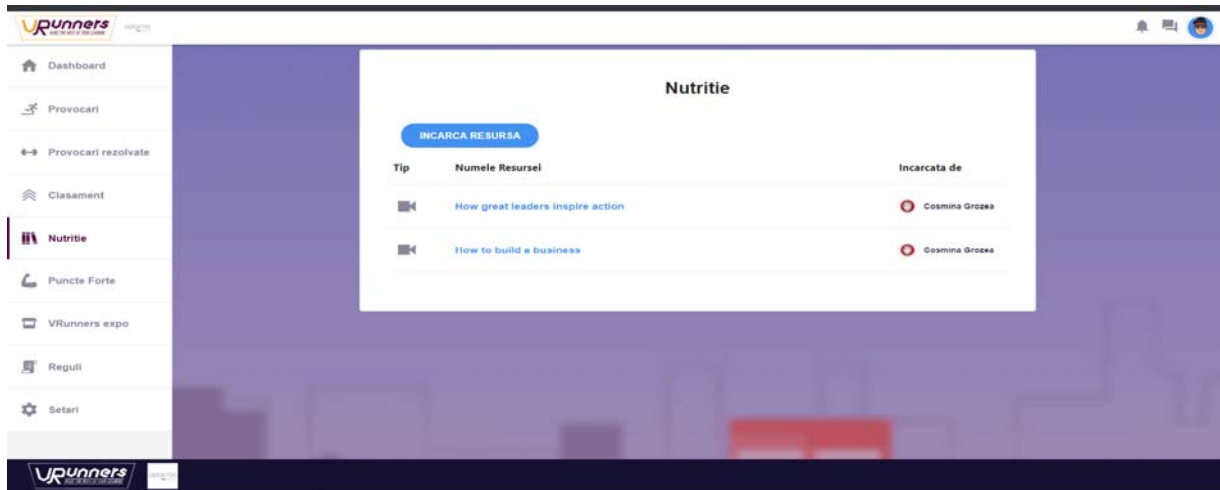 VRunners
Dashboard
Provocari
Provocari rezolvate
Clasament
Nutritie
Puncte Forte
VRunners expo
Reguli
Setari
Nutritie
INCARCA RESURSA
Tip Numele Resursei Incarcata de
How great leaders inspire action Cosmina Grozea
How to build a business Cosmina Grozea
VRunners